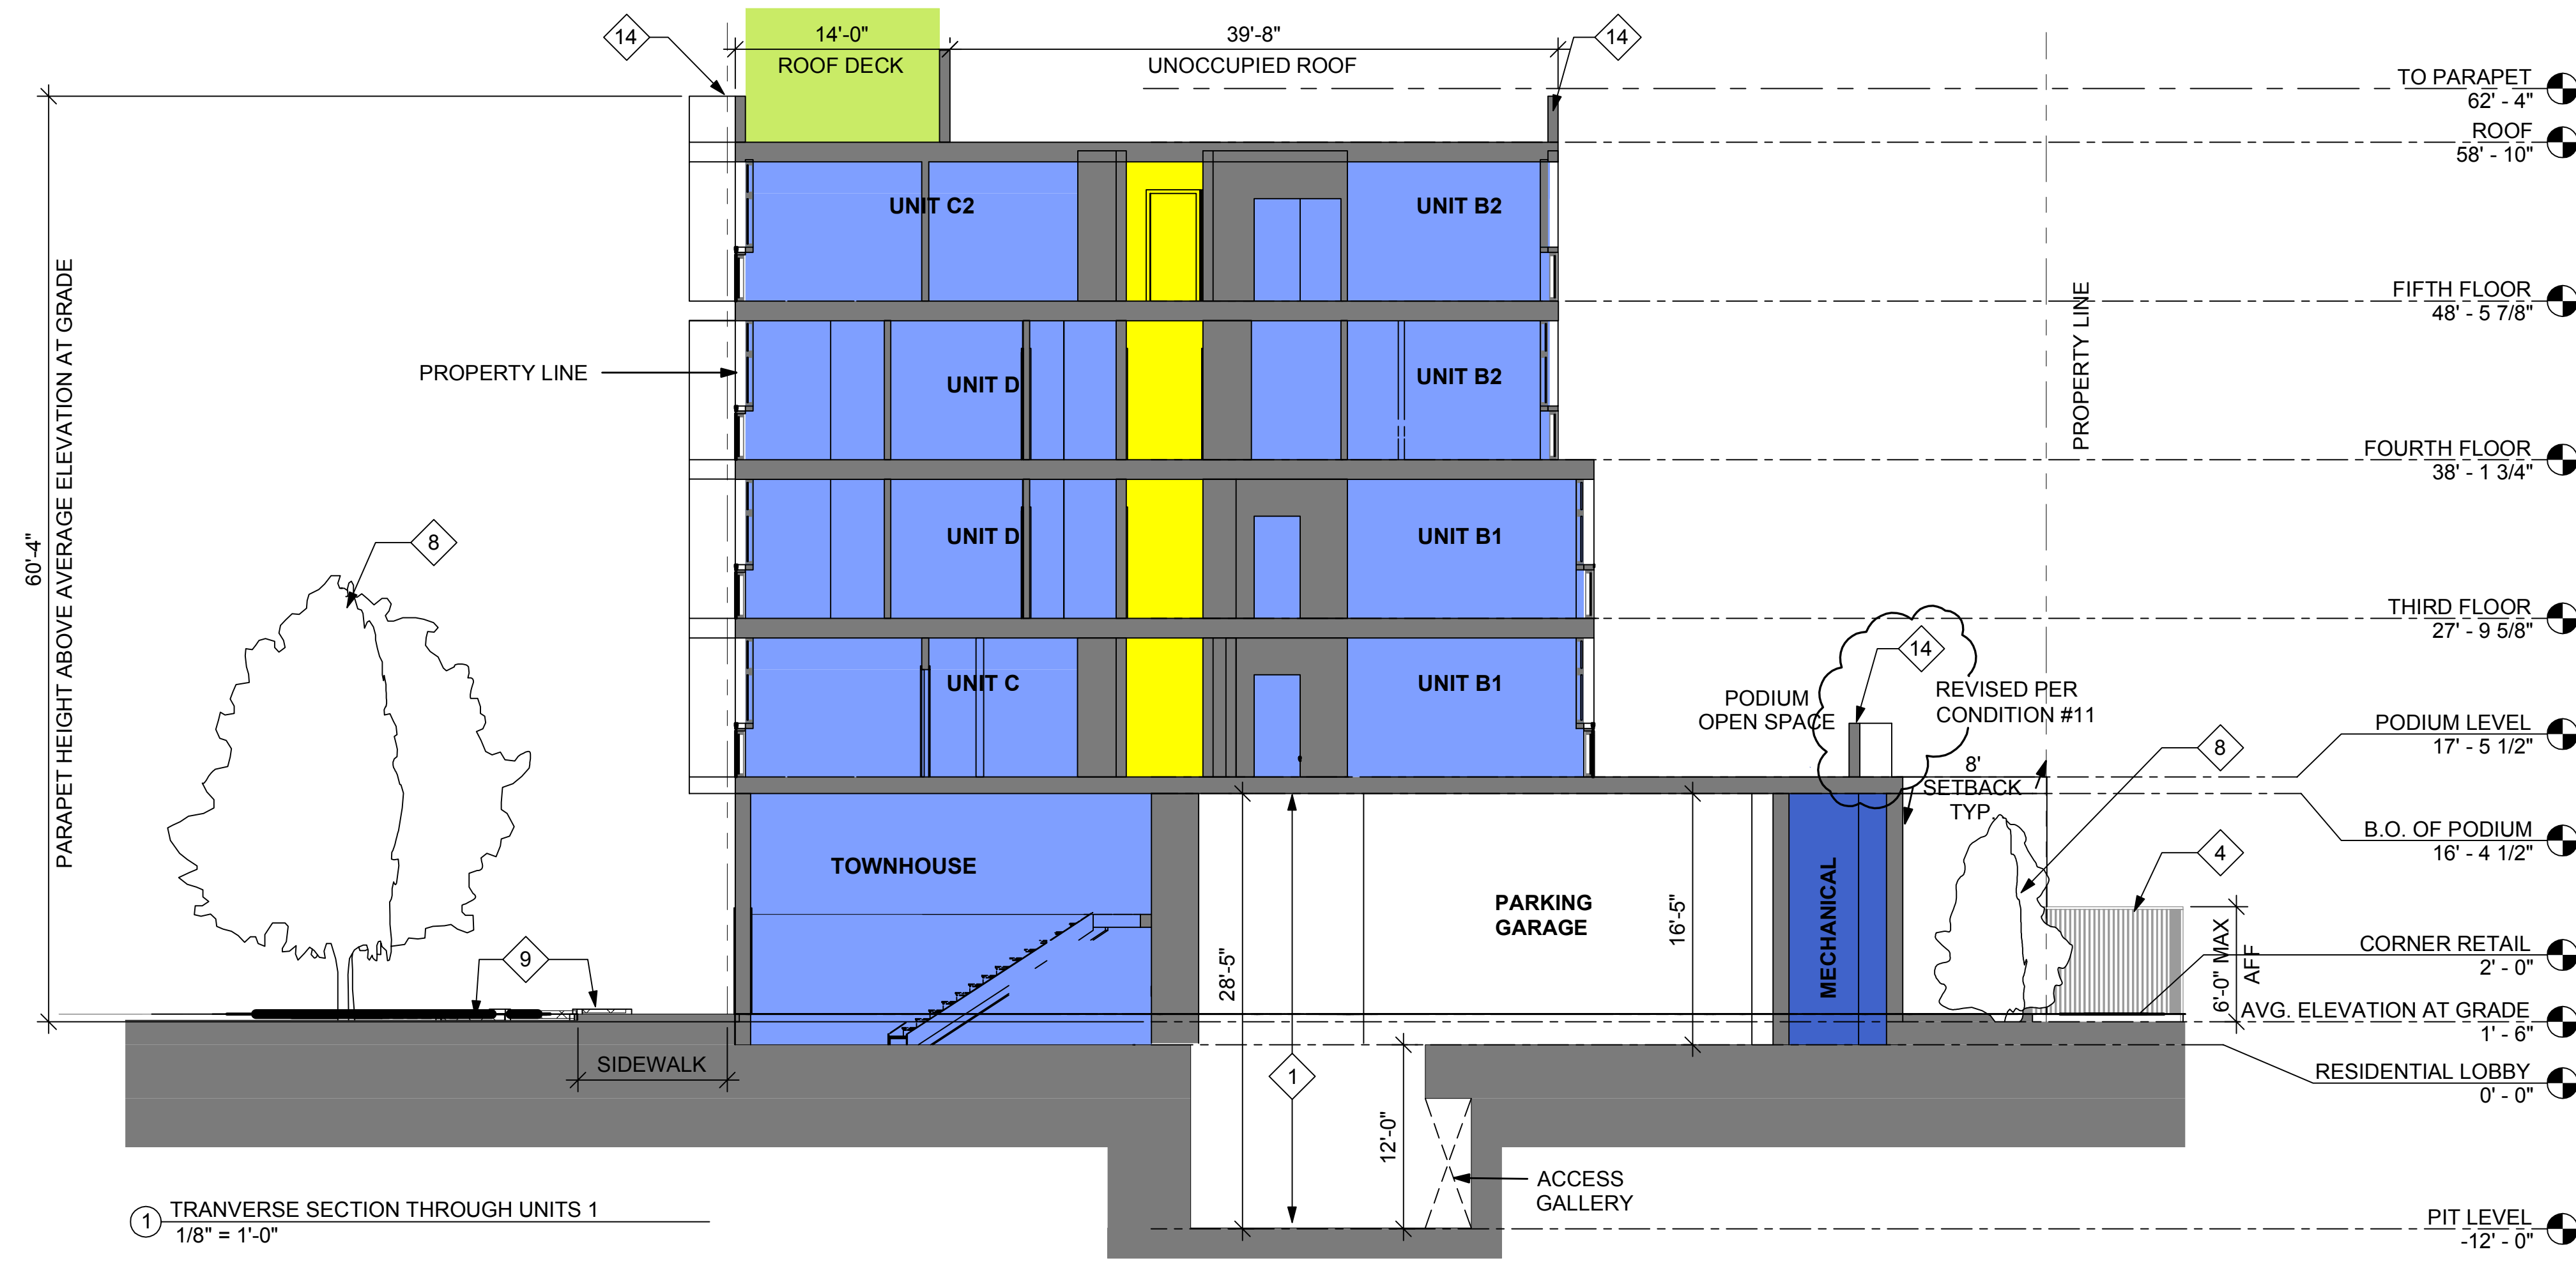 14
14'-0"
39'-8"
14
ROOF DECK
UNOCCUPIED ROOF
TO PARAPET
62' - 4"
ROOF
58' - 10"
UNIT C2
UNIT B2
FIFTH FLOOR
48' - 5 7/8"
PROPERTY LINE
UNIT D
UNIT B2
PROPERTY LINE
FOURTH FLOOR
38' - 1 3/4"
60'-4"
PARAPET HEIGHT ABOVE AVERAGE ELEVATION AT GRADE
8
UNIT D
UNIT B1
THIRD FLOOR
27' - 9 5/8"
14
UNIT C
UNIT B1
PODIUM
OPEN SPACE
REVISED PER
CONDITION #11
8
PODIUM LEVEL
17' - 5 1/2"
8'
SETBACK
TYP.
B.O. OF PODIUM
16' - 4 1/2"
4
TOWNHOUSE
PARKING
GARAGE
MECHANICAL
28'-5"
16'-5"
6'-0" MAX
AFF
9
CORNER RETAIL
2' - 0"
AVG. ELEVATION AT GRADE
1' - 6"
SIDEWALK
1
RESIDENTIAL LOBBY
0' - 0"
12'-0"
ACCESS
GALLERY
1
TRANVERSE SECTION THROUGH UNITS 1
1/8" = 1'-0"
PIT LEVEL
-12' - 0"